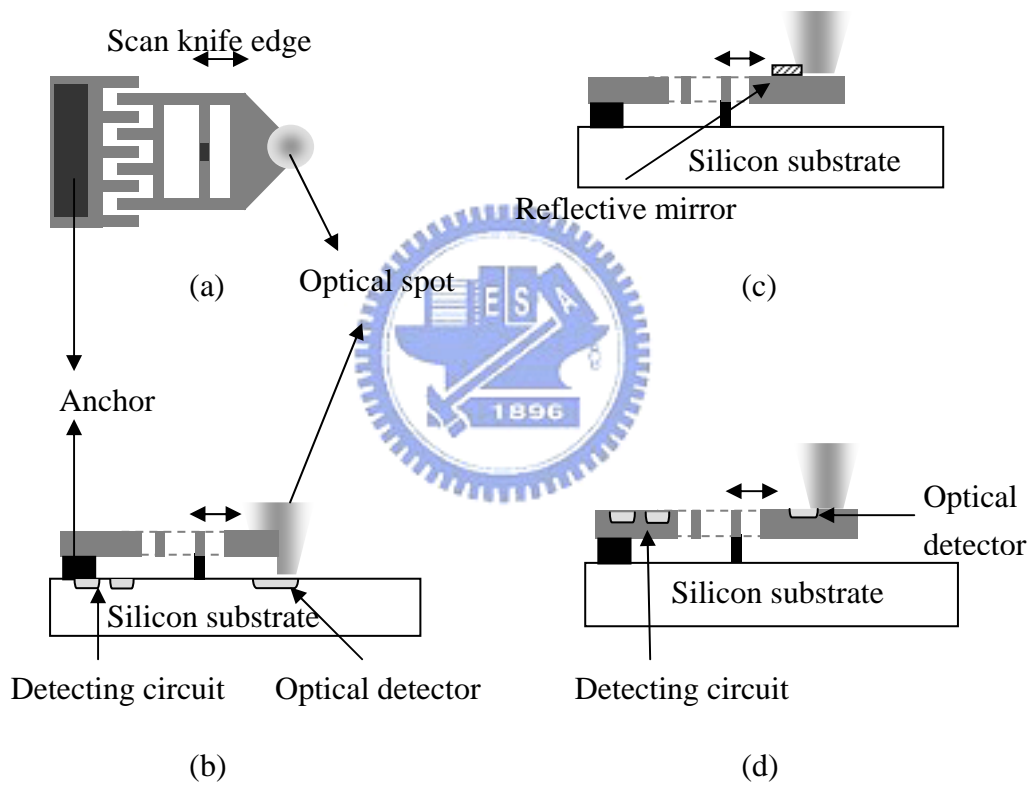 Scan knife edge
Optical spot
(a)
Silicon substrate
Reflective mirror
(c)
E S A
1896
Anchor
Silicon substrate
Detecting circuit
Optical detector
(b)
Optical
detector
Silicon substrate
Detecting circuit
(d)